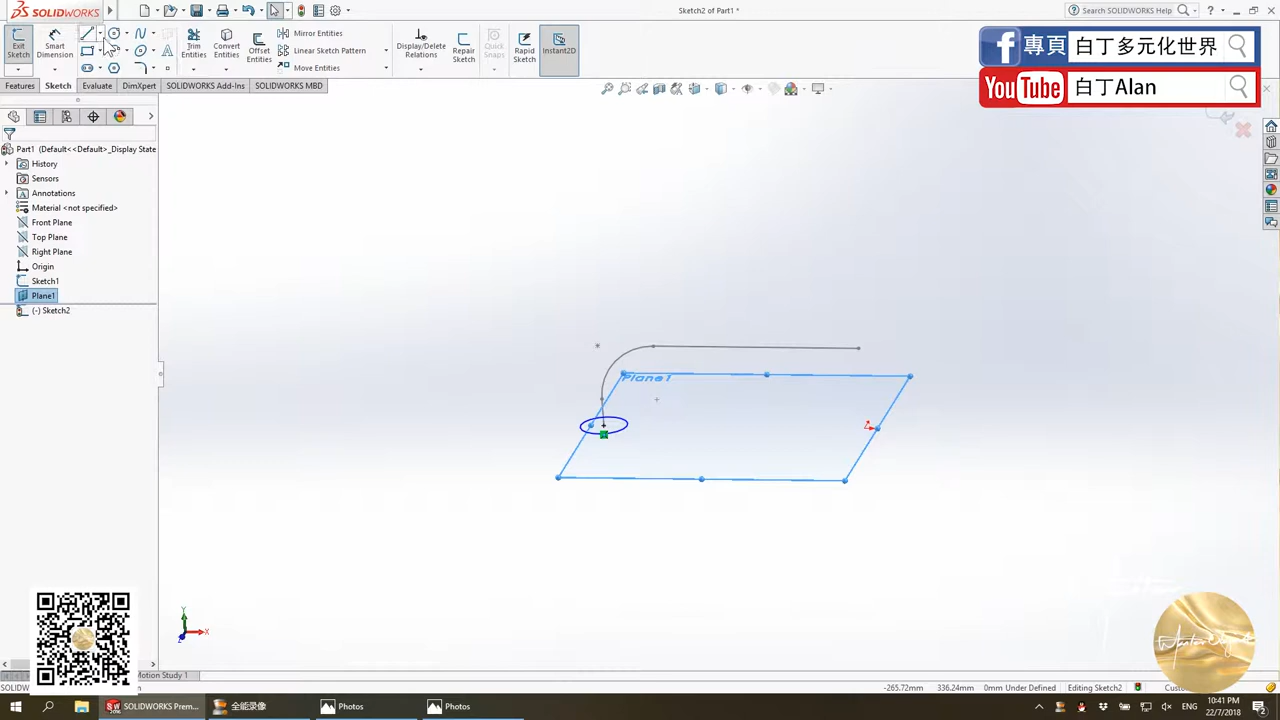 SOLIDWORKS
Sketch2 of Part1 *
Search SOLIDWORKS Help
Exit Sketch
Smart Dimension
Trim Entities
Convert Entities
Offset Entities
Mirror Entities
Linear Sketch Pattern
Move Entities
Display/Delete Relations
Repair Sketch
Quick Snaps
Rapid Sketch
Instant2D
專頁 白丁多元化世界
YouTube 白丁Alan
Features
Sketch
Evaluate
DimXpert
SOLIDWORKS Add-Ins
SOLIDWORKS MBD
Part1 (Default<<Default>_Display State
History
Sensors
Annotations
Material <not specified>
Front Plane
Top Plane
Right Plane
Origin
Sketch1
Plane1
(-) Sketch2
Plane1
Y
X
Z
Motion Study 1
SOLIDW
-265.72mm
336.24mm
0mm
Under Defined
Editing Sketch2
SOLIDWORKS Prem...
全能录像
Photos
Photos
ENG
10:41 PM
22/7/2018